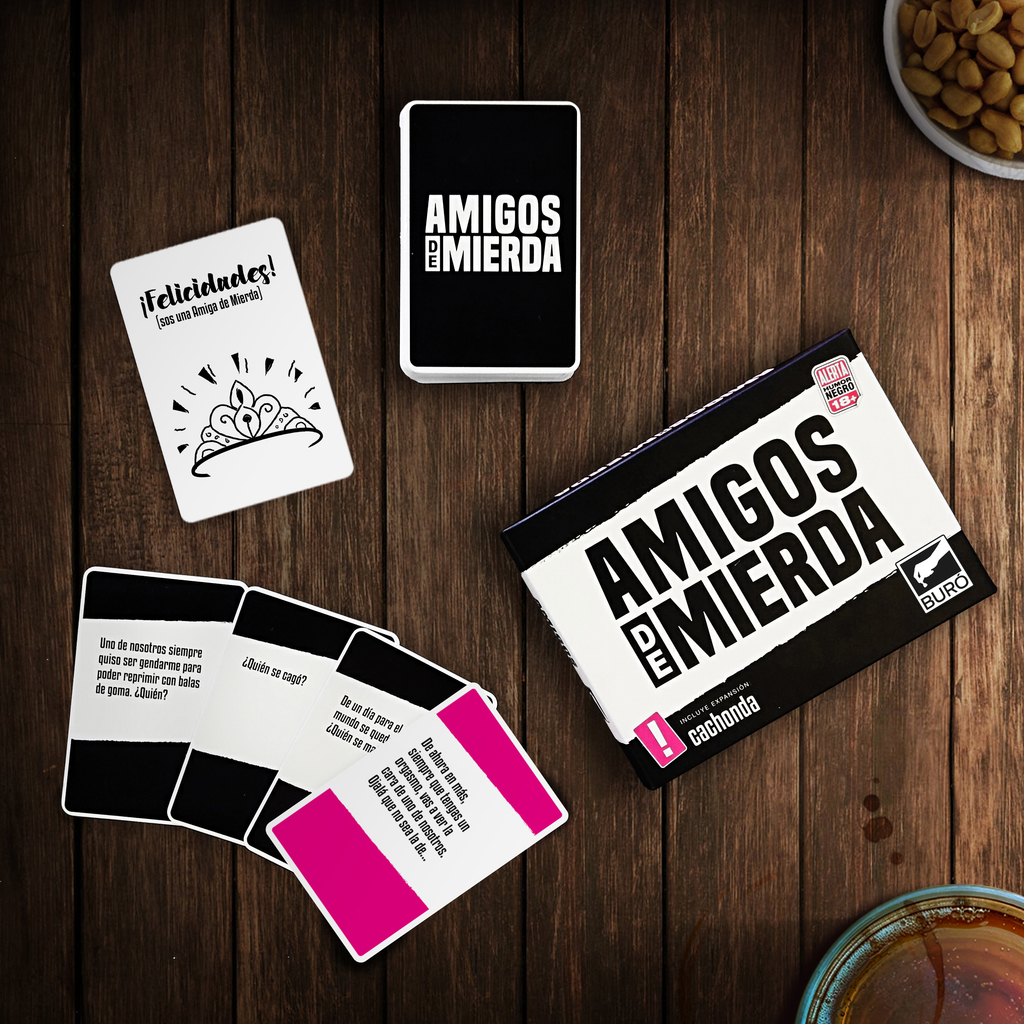 AMIGOS
DE MIERDA
¡Felicidades!
[sos una Amiga de Mierda]
ALERTA
HUMOR
NEGRO
18+
AMIGOS
DE MIERDA
BURÓ
INCLUYE EXPANSIÓN
! cachonda
Uno de nosotros siempre
quiso ser gendarme para
poder reprimir con balas
de goma. ¿Quién?
¿Quién se cagó?
De un día para el
mundo se
¿Quién se
De ahora en más,
siempre que tengas un
orgasmo, vas a ver la
cara de uno de nosotros.
Ojalá que no sea la de...